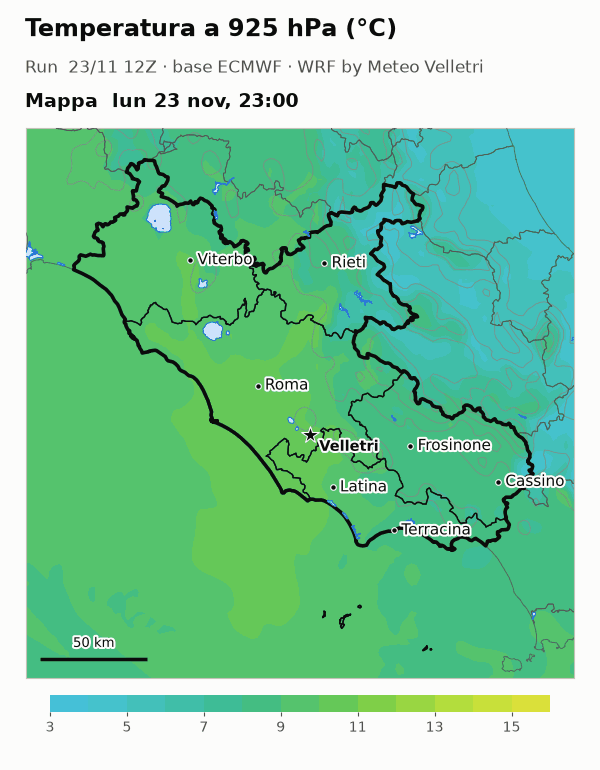 Temperatura a 925 hPa (°C)
Run  23/11 12Z · base ECMWF · WRF by Meteo Velletri
Mappa  lun 23 nov, 23:00
Viterbo
Rieti
Roma
Velletri
Frosinone
Latina
Cassino
Terracina
50 km
3 5 7 9 11 13 15